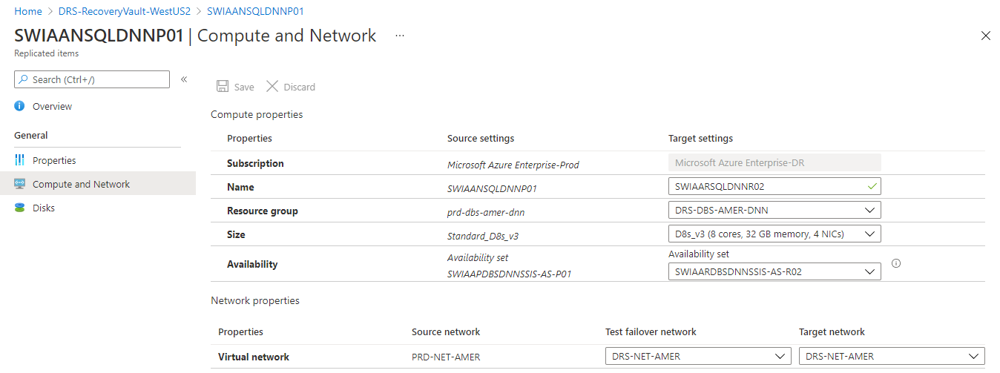 Home > DRS-RecoveryVault-WestUS2 > SWIAANSQLDNNP01
SWIAANSQLDNNP01 | Compute and Network ...
Replicated items
Search (Ctrl+/) «
Save Discard
Overview
Compute properties
General
Properties Source settings Target settings
Properties
Subscription Microsoft Azure Enterprise-Prod Microsoft Azure Enterprise-DR
Compute and Network
Name SWIAANSQLDNNP01 SWIAARSQLDNNR02
Disks
Resource group prd-dbs-amer-dnn DRS-DBS-AMER-DNN
Size Standard_D8s_v3 D8s_v3 (8 cores, 32 GB memory, 4 NICs)
Availability Availability set Availability set
SWIAAPDBSDNNSSIS-AS-P01 SWIAARDBSDNNSSIS-AS-R02
Network properties
Properties Source network Test failover network Target network
Virtual network PRD-NET-AMER DRS-NET-AMER DRS-NET-AMER